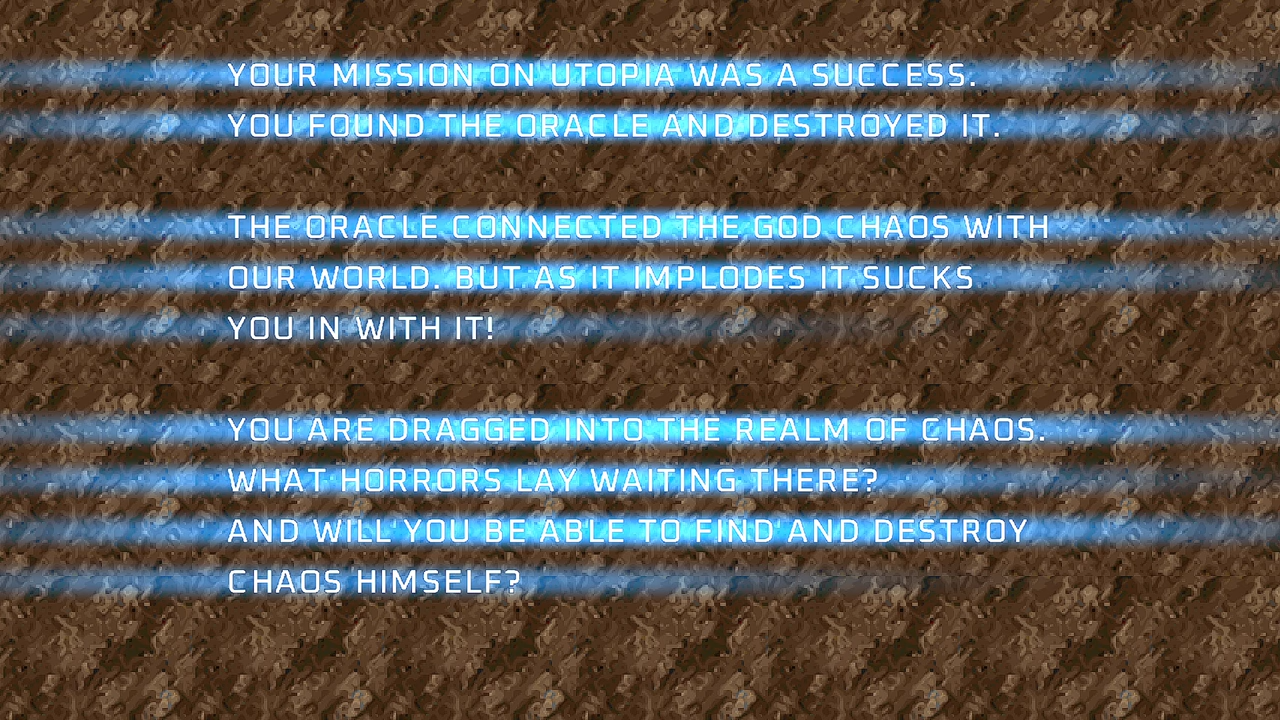 YOUR MISSION ON UTOPIA WAS A SUCCESS.
YOU FOUND THE ORACLE AND DESTROYED IT.
THE ORACLE CONNECTED THE GOD CHAOS WITH
OUR WORLD. BUT AS IT IMPLODES IT SUCKS
YOU IN WITH IT!
YOU ARE DRAGGED INTO THE REALM OF CHAOS.
WHAT HORRORS LAY WAITING THERE?
AND WILL YOU BE ABLE TO FIND AND DESTROY
CHAOS HIMSELF?